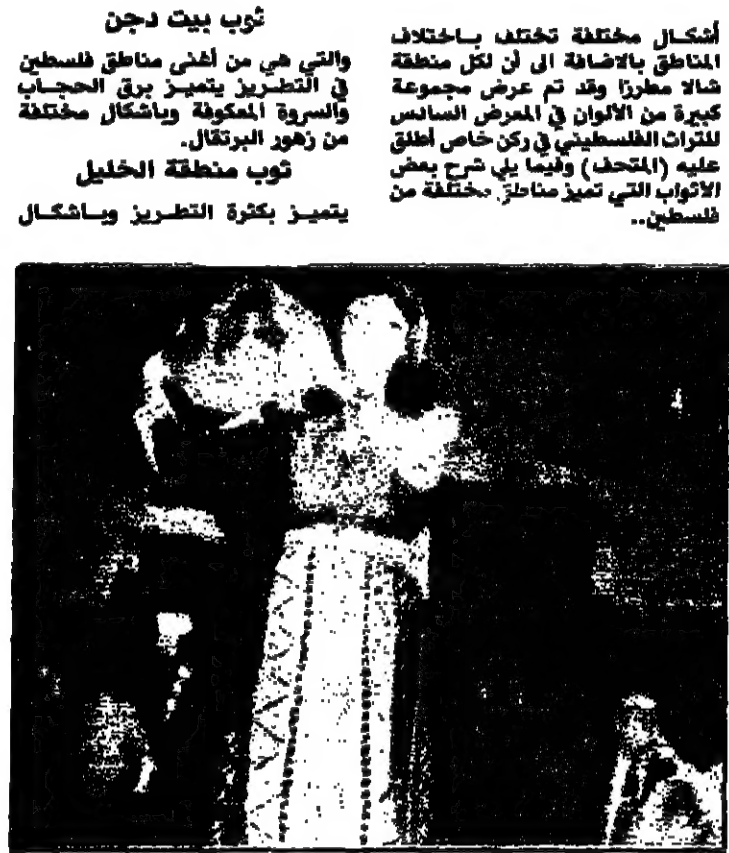 أشكال مختلفة تختلف باختلاف
المناطق بالاضافة الى أن لكل منطقة
شالا مطرزا وقد تم عرض مجموعة
كبيرة من الألوان في المعرض السادس
للتراث الفلسطيني في ركن خاص أطلق
عليه (المتحف) وفيما يلي شرح بعض
الاثواب التي تميز مناطق مختلفة من
فلسطين..
ثوب بيت دجن
والتي هي من أغنى مناطق فلسطين
في التطريز يتميز برق الحجاب
والسروة المعكوفة وباشكال مختلفة
من زهور البرتقال.
ثوب منطقة الخليل
يتميز بكثرة التطريز وباشكال